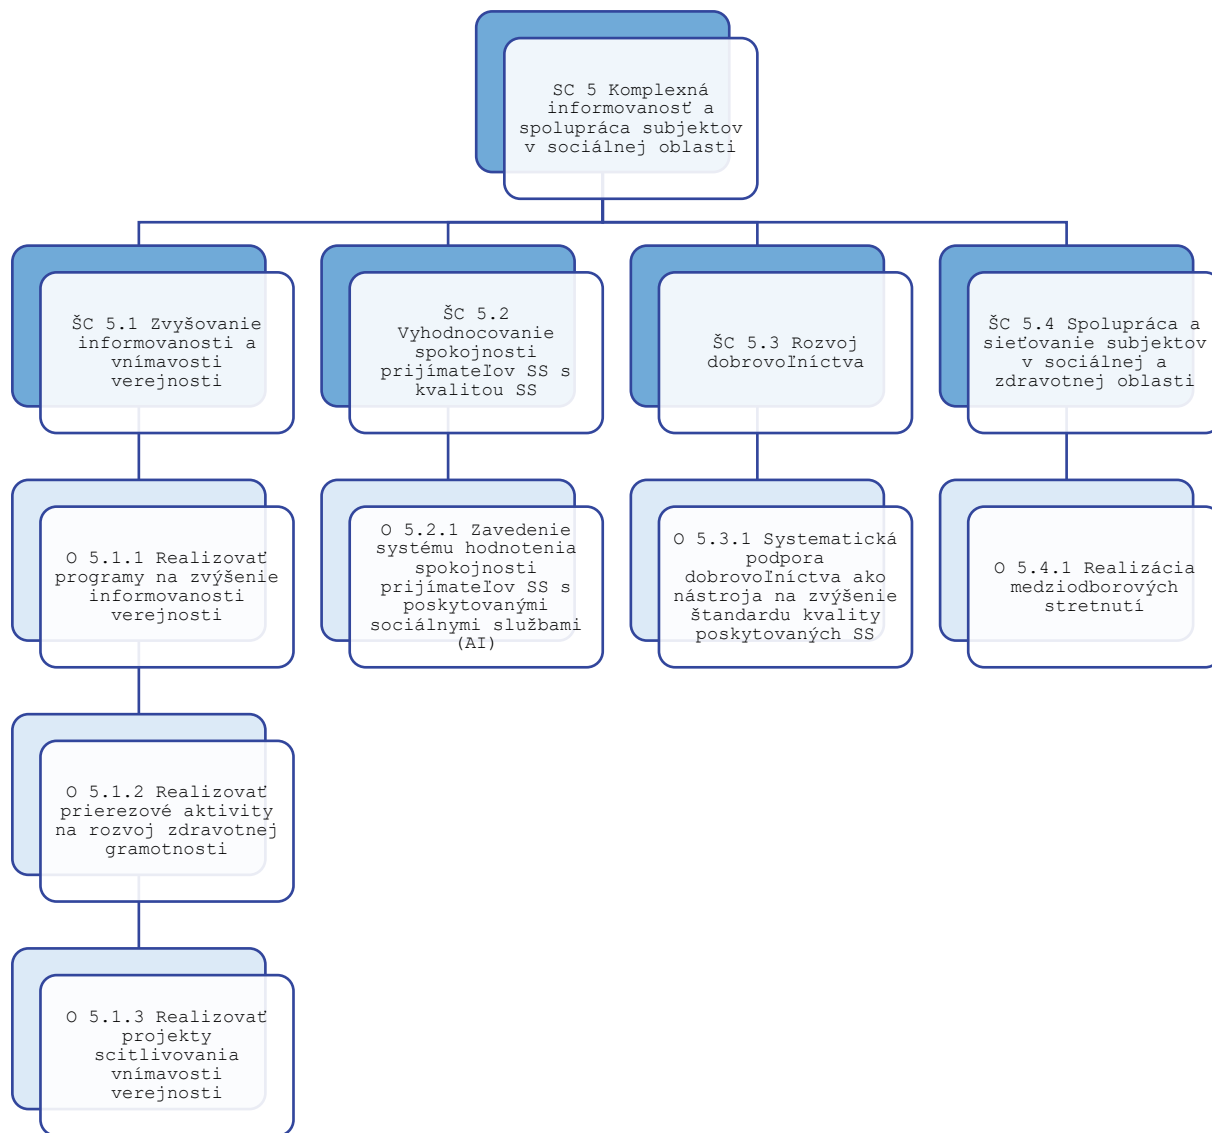 SC 5 Komplexná
informovanosť a
spolupráca subjektov
v sociálnej oblasti
ŠC 5.1 Zvyšovanie
informovanosti a
vnímavosti
verejnosti
ŠC 5.2
Vyhodnocovanie
spokojnosti
prijímateľov SS s
kvalitou SS
ŠC 5.3 Rozvoj
dobrovoľníctva
ŠC 5.4 Spolupráca a
sieťovanie subjektov
v sociálnej a
zdravotnej oblasti
O 5.1.1 Realizovať
programy na zvýšenie
informovanosti
verejnosti
O 5.2.1 Zavedenie
systému hodnotenia
spokojnosti
prijímateľov SS s
poskytovanými
sociálnymi službami
(AI)
O 5.3.1 Systematická
podpora
dobrovoľníctva ako
nástroja na zvýšenie
štandardu kvality
poskytovaných SS
O 5.4.1 Realizácia
medziodborových
stretnutí
O 5.1.2 Realizovať
prierezové aktivity
na rozvoj zdravotnej
gramotnosti
O 5.1.3 Realizovať
projekty
scitlivovania
vnímavosti
verejnosti